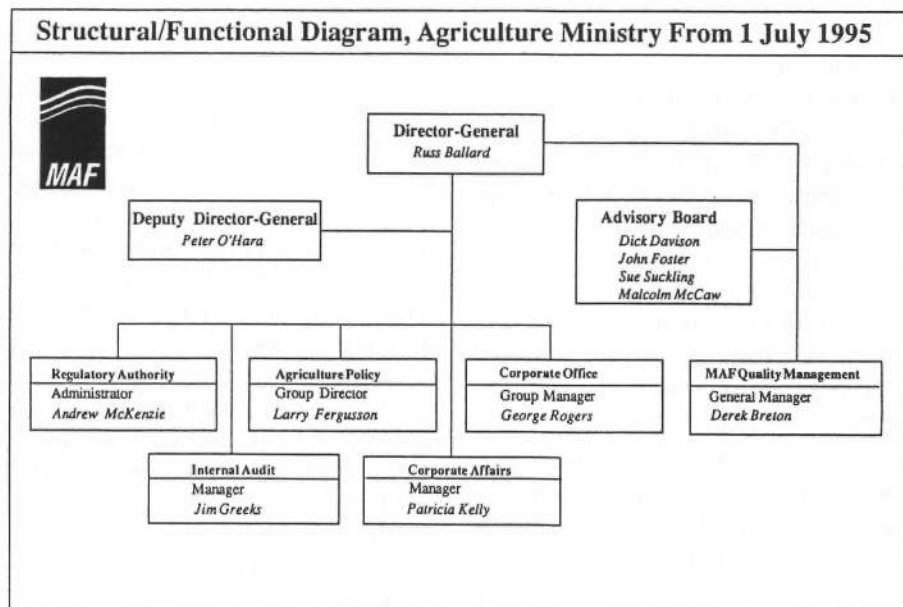 Structural/Functional Diagram, Agriculture Ministry From 1 July 1995
MAF
Director-General
Russ Ballard
Deputy Director-General
Peter O'Hara
Advisory Board
Dick Davison
John Foster
Sue Suckling
Malcolm McCaw
Regulatory Authority
Administrator
Andrew McKenzie
Agriculture Policy
Group Director
Larry Fergusson
Corporate Office
Group Manager
George Rogers
MAF Quality Management
General Manager
Derek Breton
Internal Audit
Manager
Jim Greeks
Corporate Affairs
Manager
Patricia Kelly